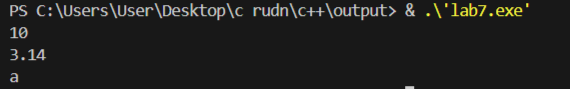 PS C:\Users\User\Desktop\c rudn\c++\output> & .\'lab7.exe'
10
3.14
a